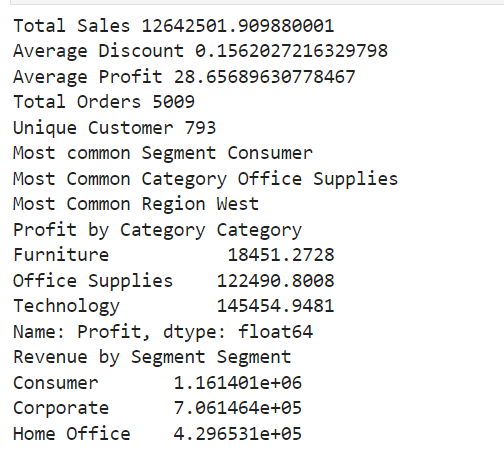 Total Sales 12642501.909880001
Average Discount 0.1562027216329798
Average Profit 28.65689630778467
Total Orders 5009
Unique Customer 793
Most common Segment Consumer
Most Common Category Office Supplies
Most Common Region West
Profit by Category Category
Furniture 18451.2728
Office Supplies 122490.8008
Technology 145454.9481
Name: Profit, dtype: float64
Revenue by Segment Segment
Consumer 1.161401e+06
Corporate 7.061464e+05
Home Office 4.296531e+05